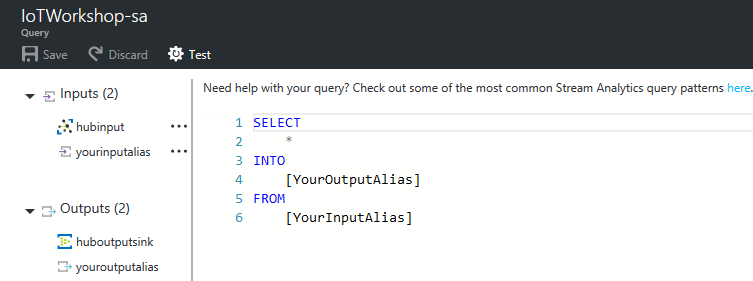 IoTWorkshop-sa
Query
Save Discard Test
Inputs (2)
hubinput ...
yourinputalias ...
Outputs (2)
huboutputsink
youroutputalias
Need help with your query? Check out some of the most common Stream Analytics query patterns here.
1 SELECT
2 *
3 INTO
4 [YourOutputAlias]
5 FROM
6 [YourInputAlias]